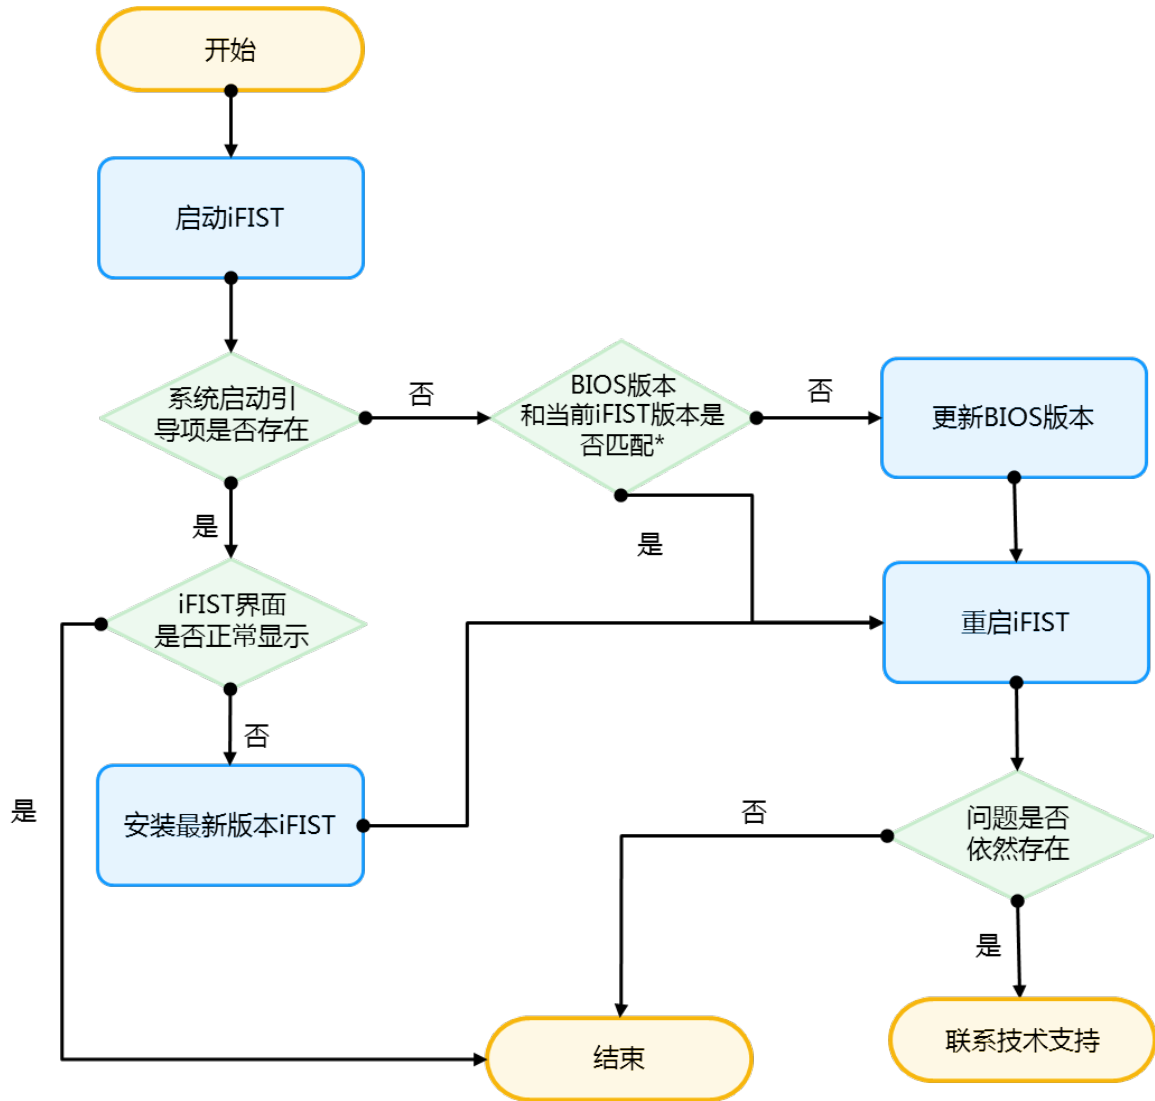 开始
启动iFIST
系统启动引
导项是否存在
否
BIOS版本
和当前iFIST版本是
否匹配*
否
更新BIOS版本
是
是
iFIST界面
是否正常显示
重启iFIST
否
是
安装最新版本iFIST
否
问题是否
依然存在
是
结束
联系技术支持